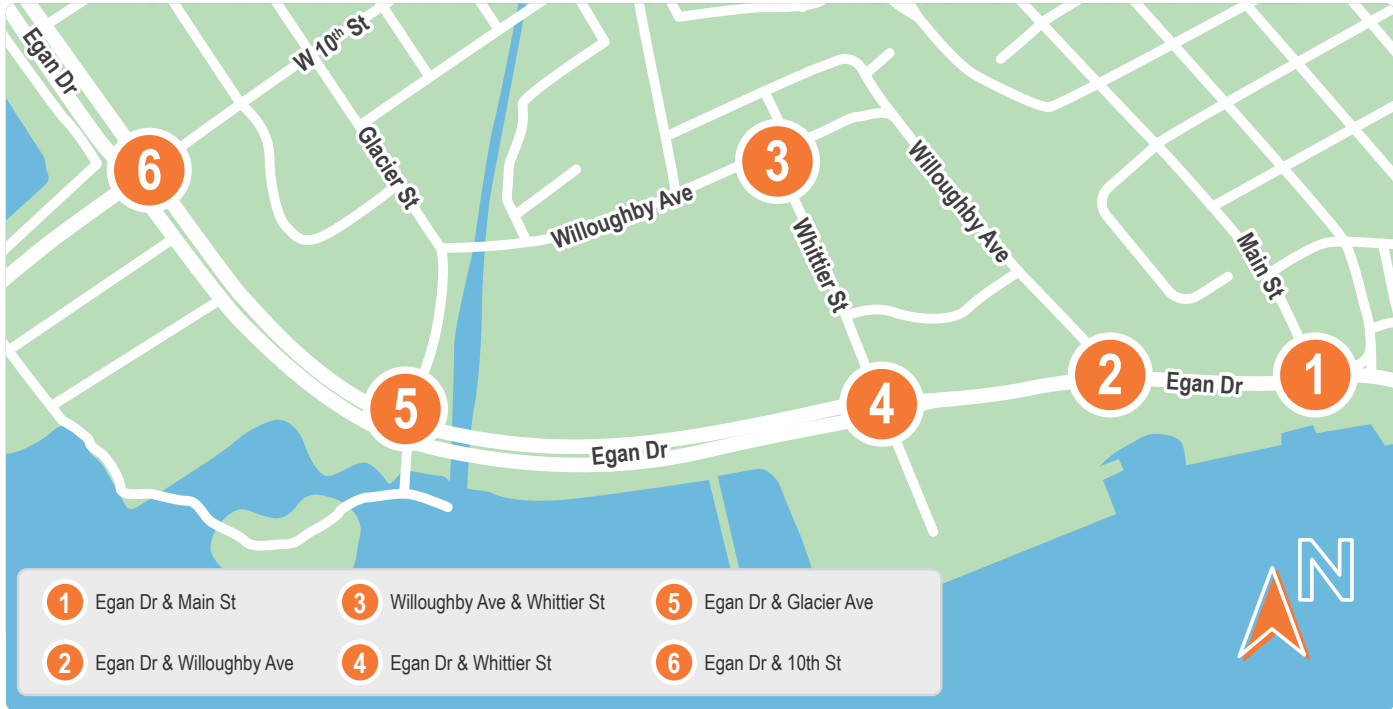 Egan Dr
W 10th St
6
Glacier St
3
Willoughby Ave
Willoughby Ave
Whittier St
Main St
5
Egan Dr
4
2
Egan Dr
1
N
1 Egan Dr & Main St
3 Willoughby Ave & Whittier St
5 Egan Dr & Glacier Ave
2 Egan Dr & Willoughby Ave
4 Egan Dr & Whittier St
6 Egan Dr & 10th St